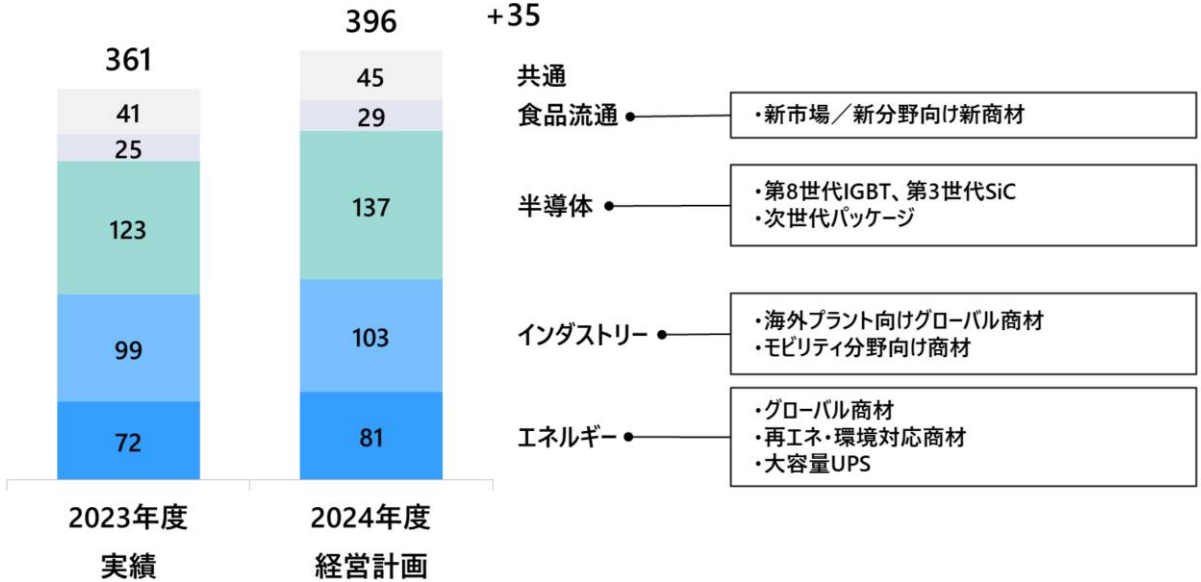 361
41
25
123
99
72
2023年度
実績
396
45
29
137
103
81
2024年度
経営計画
+35
共通
食品流通
・新市場／新分野向け新商材
半導体
・第8世代IGBT、第3世代SiC
・次世代パッケージ
インダストリー
・海外プラント向けグローバル商材
・モビリティ分野向け商材
エネルギー
・グローバル商材
・再エネ・環境対応商材
・大容量UPS